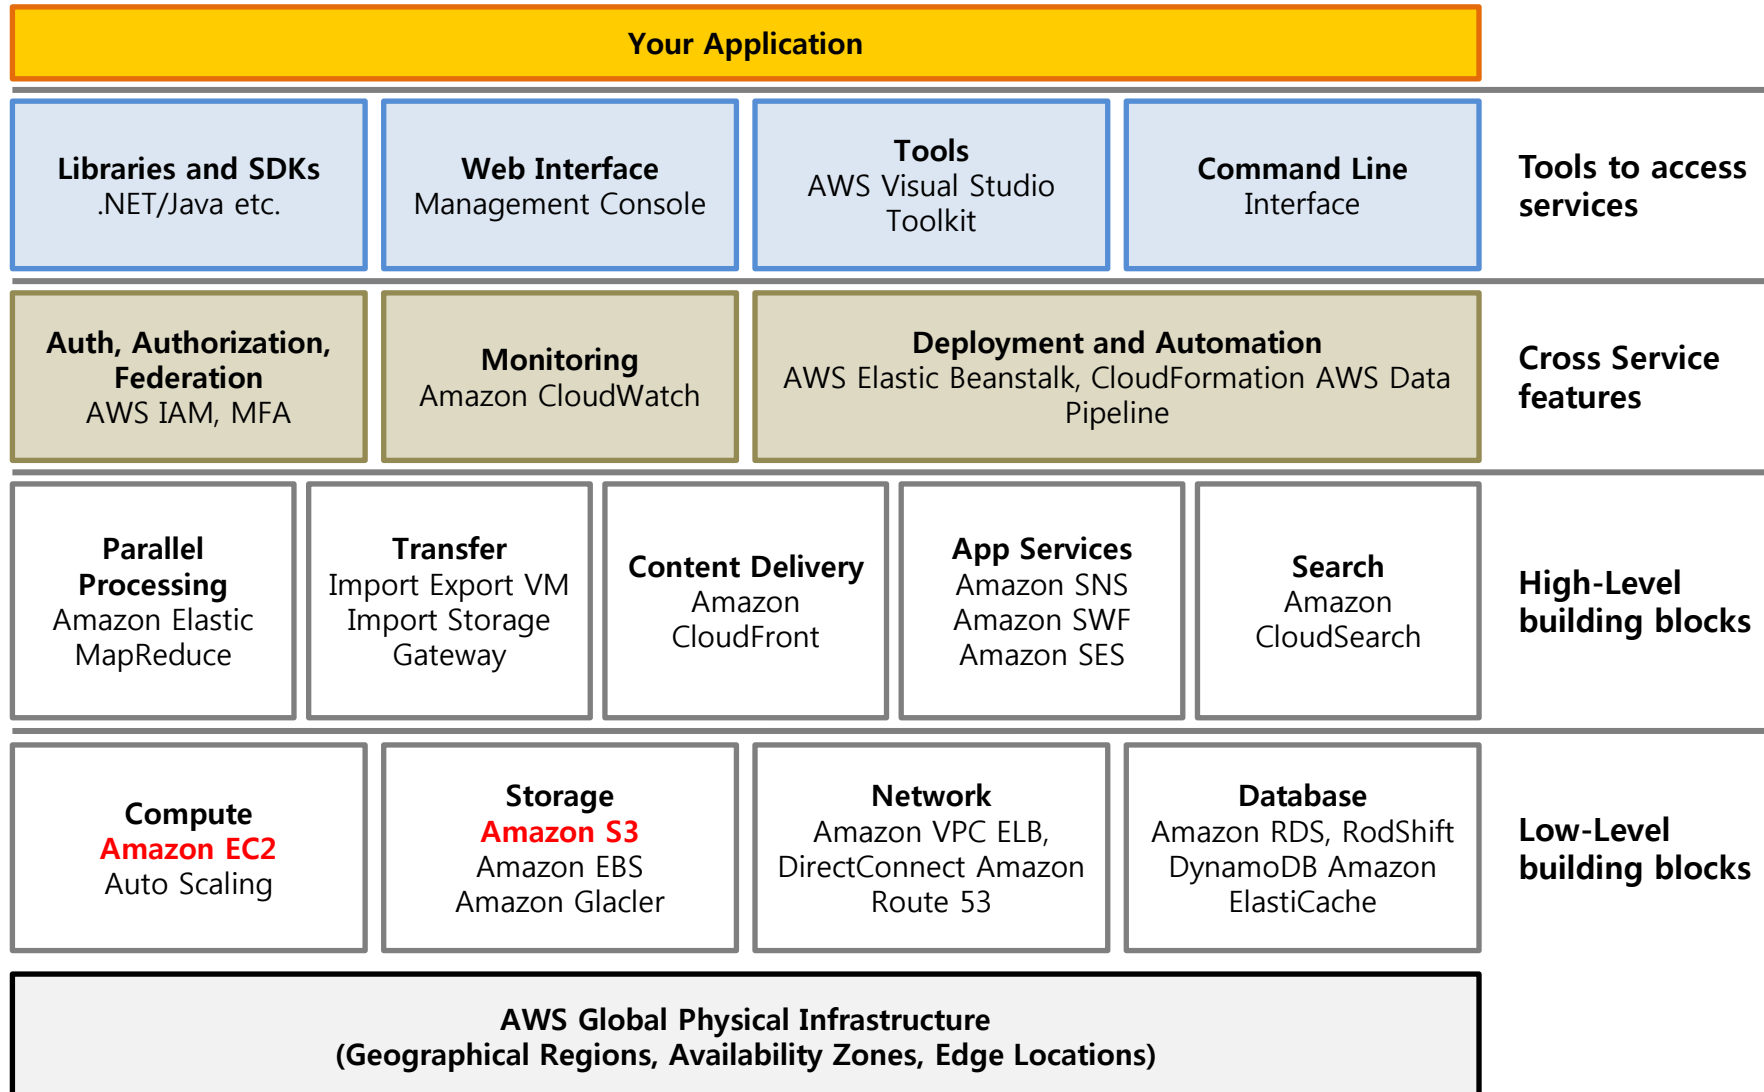 Your Application
Libraries and SDKs
.NET/Java etc.
Web Interface
Management Console
Tools
AWS Visual Studio
Toolkit
Command Line
Interface
Tools to access
services
Auth, Authorization,
Federation
AWS IAM, MFA
Monitoring
Amazon CloudWatch
Deployment and Automation
AWS Elastic Beanstalk, CloudFormation AWS Data
Pipeline
Cross Service
features
Parallel
Processing
Amazon Elastic
MapReduce
Transfer
Import Export VM
Import Storage
Gateway
Content Delivery
Amazon
CloudFront
App Services
Amazon SNS
Amazon SWF
Amazon SES
Search
Amazon
CloudSearch
High-Level
building blocks
Compute
Amazon EC2
Auto Scaling
Storage
Amazon S3
Amazon EBS
Amazon Glacler
Network
Amazon VPC ELB,
DirectConnect Amazon
Route 53
Database
Amazon RDS, RodShift
DynamoDB Amazon
ElastiCache
Low-Level
building blocks
AWS Global Physical Infrastructure
(Geographical Regions, Availability Zones, Edge Locations)